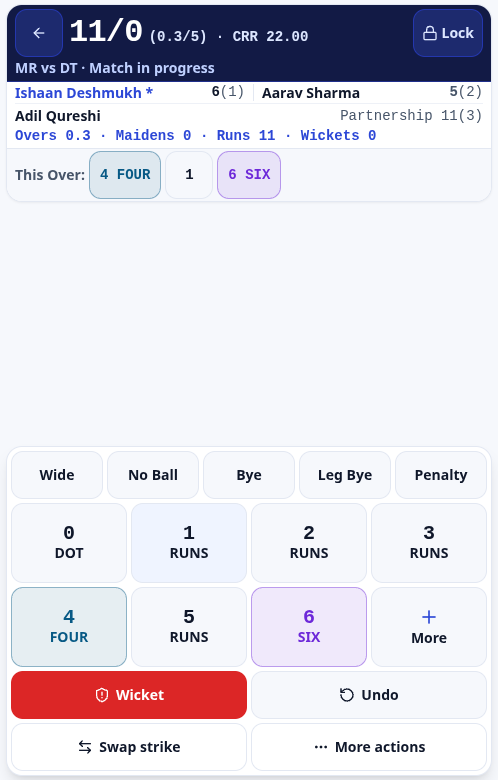 11/0 (0.3/5) · CRR 22.00
Lock
MR vs DT · Match in progress
Ishaan Deshmukh * 6(1) Aarav Sharma 5(2)
Adil Qureshi Partnership 11(3)
Overs 0.3 · Maidens 0 · Runs 11 · Wickets 0
This Over: 4 FOUR 1 6 SIX
Wide No Ball Bye Leg Bye Penalty
0 1 2 3
DOT RUNS RUNS RUNS
4 5 6
FOUR RUNS SIX More
Wicket Undo
Swap strike More actions